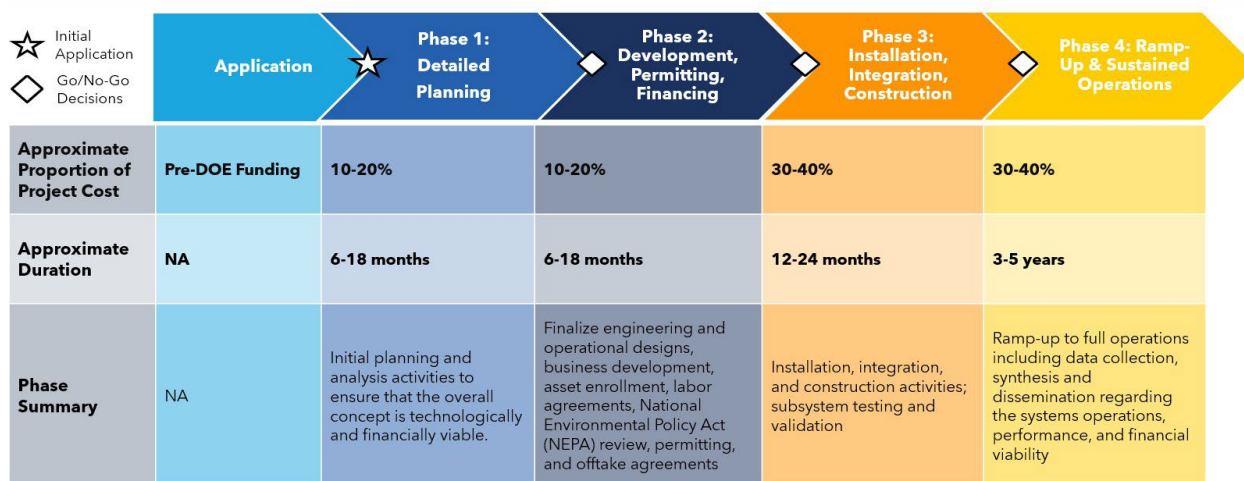 Initial
Application
Go/No-Go
Decisions
Application
Phase 1:
Detailed
Planning
Phase 2:
Development,
Permitting,
Financing
Phase 3:
Installation,
Integration,
Construction
Phase 4: Ramp-
Up & Sustained
Operations
Approximate
Proportion of
Project Cost
Pre-DOE Funding
10-20%
10-20%
30-40%
30-40%
Approximate
Duration
NA
6-18 months
6-18 months
12-24 months
3-5 years
Phase
Summary
NA
Initial planning and
analysis activities to
ensure that the overall
concept is technologically
and financially viable.
Finalize engineering and
operational designs,
business development,
asset enrollment, labor
agreements, National
Environmental Policy Act
(NEPA) review, permitting,
and offtake agreements
Installation, integration,
and construction activities;
subsystem testing and
validation
Ramp-up to full operations
including data collection,
synthesis and
dissemination regarding
the systems operations,
performance, and financial
viability